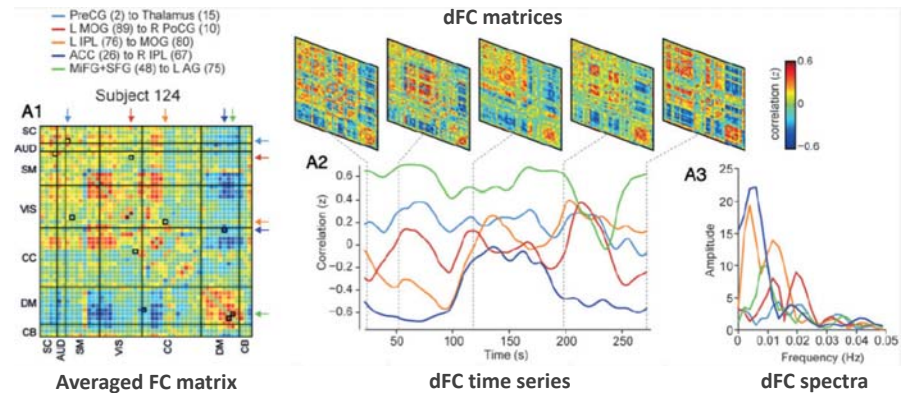 PreCG (2) to Thalamus (15)
L MOG (89) to R PoCG (10)
L IPL (76) to MOG (80)
ACC (26) to R IPL (67)
MiFG+SFG (48) to L AG (75)
Subject 124
A1
SC
AUD
SM
VIS
CC
DM
CB
SC
AUD
SM
VIS
CC
DM
CB
Averaged FC matrix
dFC matrices
0.6
−0.6
correlation (z)
A2
0.6
0.4
0.2
0
−0.2
−0.4
−0.6
Correlation (z)
50
100
150
200
250
Time (s)
dFC time series
A3
25
20
15
10
5
0
Amplitude
0
0.01
0.02
0.03
0.04
0.05
Frequency (Hz)
dFC spectra